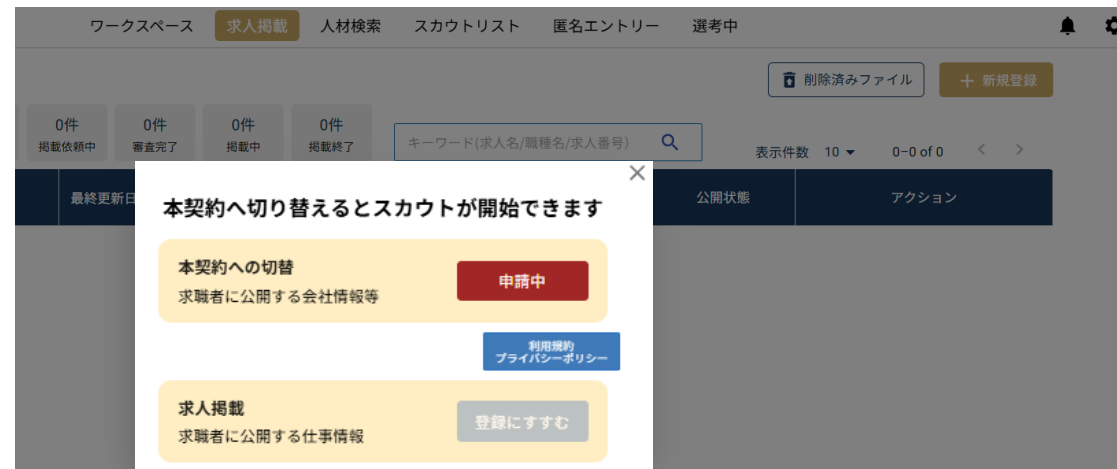 ワークスペース 求人掲載 人材検索 スカウトリスト 匿名エントリー 選考中
削除済みファイル + 新規登録
0件 0件 0件 0件
掲載依頼中 審査完了 掲載中 掲載終了
キーワード(求人名/職種名/求人番号)
表示件数 10 0-0 of 0
最終更新日 公開状態 アクション
本契約へ切り替えるとスカウトが開始できます
本契約への切替
求職者に公開する会社情報等
申請中
利用規約
プライバシーポリシー
求人掲載
求職者に公開する仕事情報
登録にすすむ